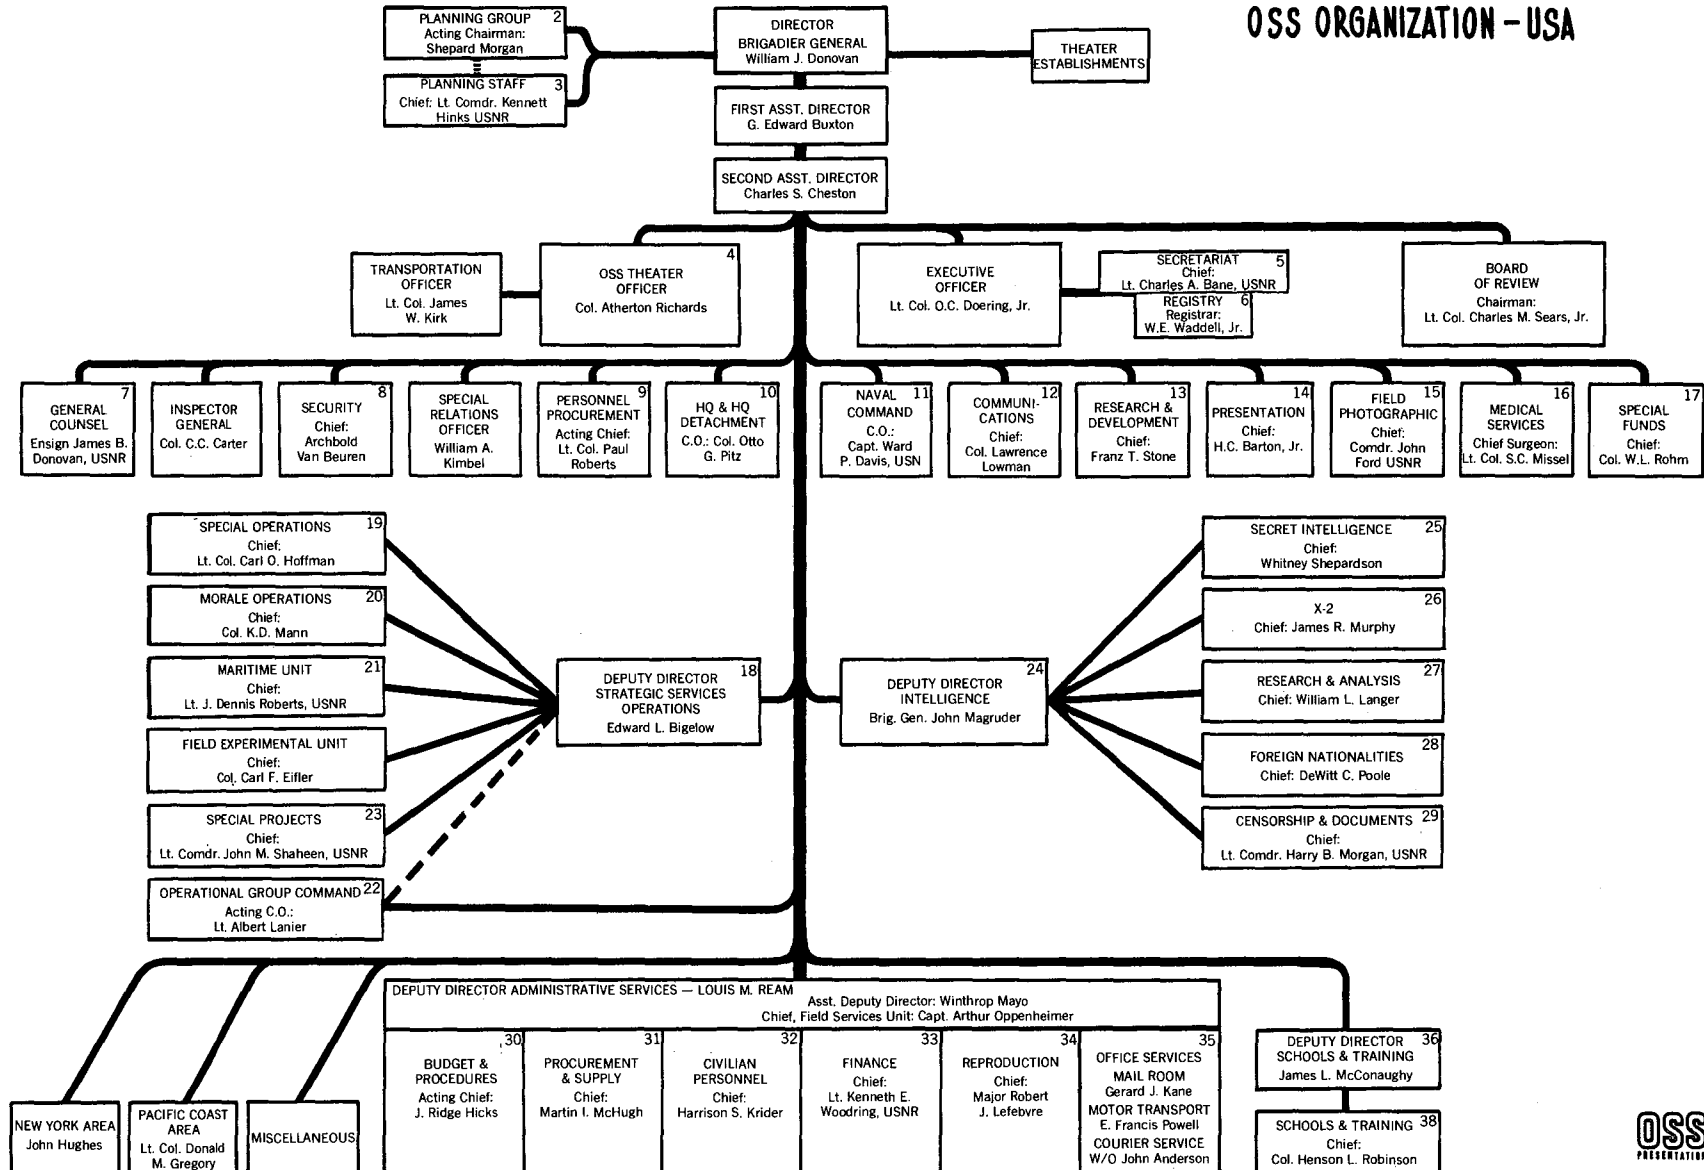 OSS ORGANIZATION - USA
PLANNING GROUP 2
Acting Chairman:
Shepard Morgan
PLANNING STAFF 3
Chief: Lt. Comdr. Kennett
Hinks USNR
DIRECTOR
BRIGADIER GENERAL
William J. Donovan
THEATER
ESTABLISHMENTS
FIRST ASST. DIRECTOR
G. Edward Buxton
SECOND ASST. DIRECTOR
Charles S. Cheston
TRANSPORTATION
OFFICER
Lt. Col. James
W. Kirk
4
OSS THEATER
OFFICER
Col. Atherton Richards
EXECUTIVE
OFFICER
Lt. Col. O.C. Doering, Jr.
SECRETARIAT 5
Chief:
Lt. Charles A. Bane, USNR
REGISTRY 6
Registrar:
W.E. Waddell, Jr.
BOARD
OF REVIEW
Chairman:
Lt. Col. Charles M. Sears, Jr.
7
GENERAL
COUNSEL
Ensign James B.
Donovan, USNR
INSPECTOR
GENERAL
Col. C.C. Carter
8
SECURITY
Chief:
Archbold
Van Beuren
SPECIAL
RELATIONS
OFFICER
William A.
Kimbel
9
PERSONNEL
PROCUREMENT
Acting Chief:
Lt. Col. Paul
Roberts
10
HQ & HQ
DETACHMENT
C.O.: Col. Otto
G. Pitz
NAVAL 11
COMMAND
C.O.:
Capt. Ward
P. Davis, USN
12
COMMUNI-
CATIONS
Chief:
Col. Lawrence
Lowman
13
RESEARCH &
DEVELOPMENT
Chief:
Franz T. Stone
14
PRESENTATION
Chief:
H.C. Barton, Jr.
15
FIELD
PHOTOGRAPHIC
Chief:
Comdr. John
Ford USNR
16
MEDICAL
SERVICES
Chief Surgeon:
Lt. Col. S.C. Missel
17
SPECIAL
FUNDS
Chief:
Col. W.L. Rehm
SPECIAL OPERATIONS 19
Chief:
Lt. Col. Carl O. Hoffman
MORALE OPERATIONS 20
Chief:
Col. K.D. Mann
MARITIME UNIT 21
Chief:
Lt. J. Dennis Roberts, USNR
FIELD EXPERIMENTAL UNIT
Chief:
Col. Carl F. Eifler
SPECIAL PROJECTS 23
Chief:
Lt. Comdr. John M. Shaheen, USNR
OPERATIONAL GROUP COMMAND 22
Acting C.O.:
Lt. Albert Lanier
18
DEPUTY DIRECTOR
STRATEGIC SERVICES
OPERATIONS
Edward L. Bigelow
24
DEPUTY DIRECTOR
INTELLIGENCE
Brig. Gen. John Magruder
SECRET INTELLIGENCE 25
Chief:
Whitney Shepardson
X-2 26
Chief: James R. Murphy
RESEARCH & ANALYSIS 27
Chief: William L. Langer
28
FOREIGN NATIONALITIES
Chief: DeWitt C. Poole
CENSORSHIP & DOCUMENTS 29
Chief:
Lt. Comdr. Harry B. Morgan, USNR
NEW YORK AREA
John Hughes
PACIFIC COAST
AREA
Lt. Col. Donald
M. Gregory
MISCELLANEOUS
DEPUTY DIRECTOR ADMINISTRATIVE SERVICES — LOUIS M. REAM
Asst. Deputy Director: Winthrop Mayo
Chief, Field Services Unit: Capt. Arthur Oppenheimer
30
BUDGET &
PROCEDURES
Acting Chief:
J. Ridge Hicks
31
PROCUREMENT
& SUPPLY
Chief:
Martin I. McHugh
32
CIVILIAN
PERSONNEL
Chief:
Harrison S. Krider
33
FINANCE
Chief:
Lt. Kenneth E.
Woodring, USNR
34
REPRODUCTION
Chief:
Major Robert
J. Lefebvre
35
OFFICE SERVICES
MAIL ROOM
Gerard J. Kane
MOTOR TRANSPORT
E. Francis Powell
COURIER SERVICE
W/O John Anderson
DEPUTY DIRECTOR 36
SCHOOLS & TRAINING
James L. McConaughy
SCHOOLS & TRAINING 38
Chief:
Col. Henson L. Robinson
OSS
PRESENTATION